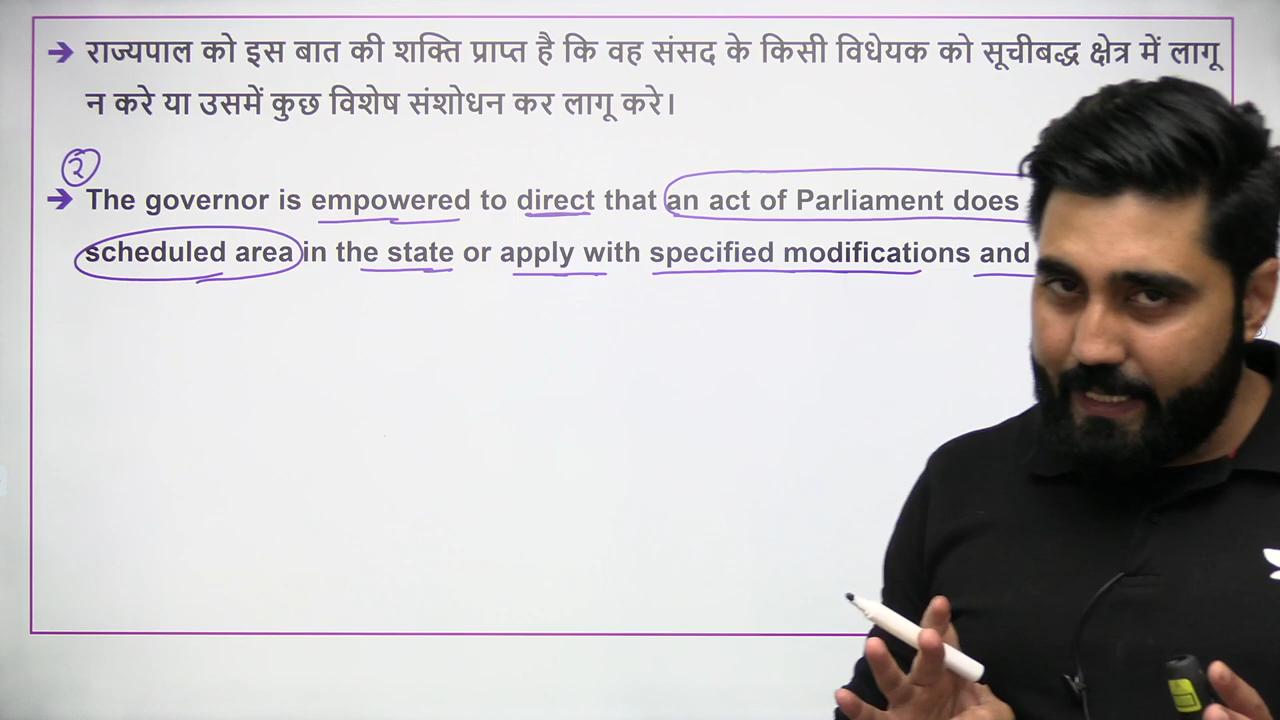 ➔ राज्यपाल को इस बात की शक्ति प्राप्त है कि वह संसद के किसी विधेयक को सूचीबद्ध क्षेत्र में लागू
न करे या उसमें कुछ विशेष संशोधन कर लागू करे।
२
➔ The governor is empowered to direct that an act of Parliament does
scheduled area in the state or apply with specified modifications and